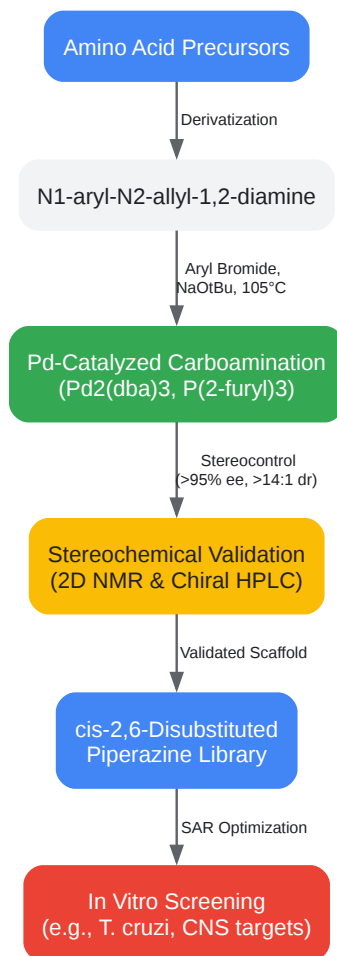 Amino Acid Precursors
Derivatization
N1-aryl-N2-allyl-1,2-diamine
Aryl Bromide,
NaOtBu, 105°C
Pd-Catalyzed Carboamination
(Pd2(dba)3, P(2-furyl)3)
Stereocontrol
(>95% ee, >14:1 dr)
Stereochemical Validation
(2D NMR & Chiral HPLC)
Validated Scaffold
cis-2,6-Disubstituted
Piperazine Library
SAR Optimization
In Vitro Screening
(e.g., T. cruzi, CNS targets)